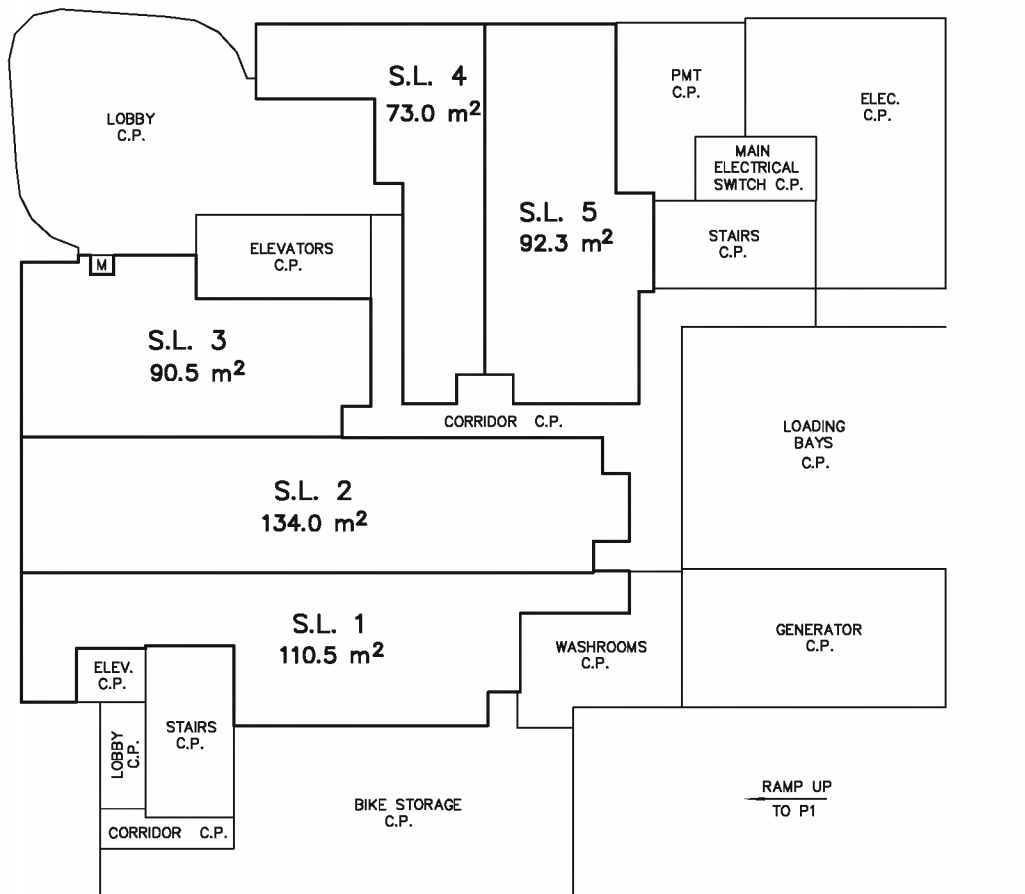 S.L. 4
73.0 m²
PMT
C.P.
ELEC.
C.P.
LOBBY
C.P.
MAIN
ELECTRICAL
SWITCH C.P.
S.L. 5
92.3 m²
STAIRS
C.P.
ELEVATORS
C.P.
M
S.L. 3
90.5 m²
CORRIDOR C.P.
LOADING
BAYS
C.P.
S.L. 2
134.0 m²
S.L. 1
110.5 m²
WASHROOMS
C.P.
GENERATOR
C.P.
ELEV.
C.P.
STAIRS
C.P.
LOBBY
C.P.
BIKE STORAGE
C.P.
RAMP UP
TO P1
CORRIDOR C.P.